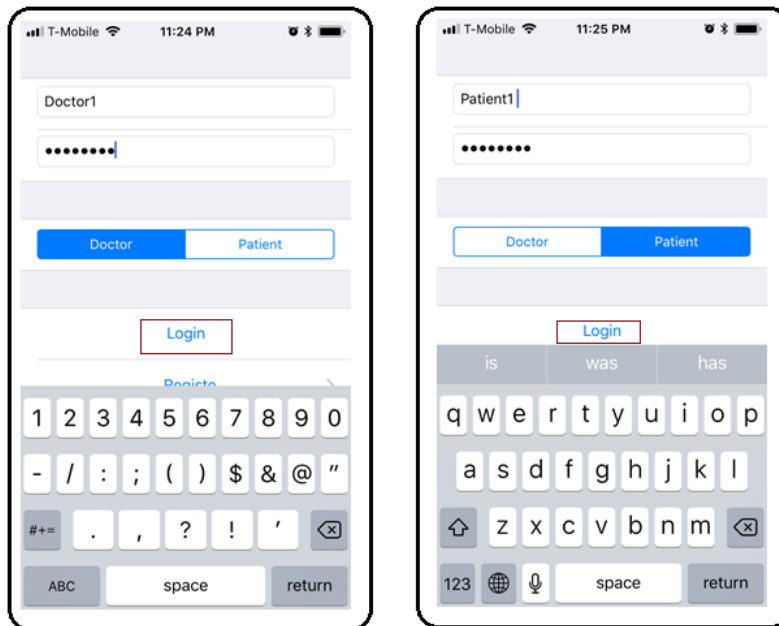 T-Mobile 11:24 PM
Doctor1
••••••••
Doctor Patient
Login
Registe
1 2 3 4 5 6 7 8 9 0
- / : ; ( ) $ & @ "
#+= . , ? ! '
ABC space return
T-Mobile 11:25 PM
Patient1
••••••••
Doctor Patient
Login
is was has
q w e r t y u i o p
a s d f g h j k l
z x c v b n m
123 space return